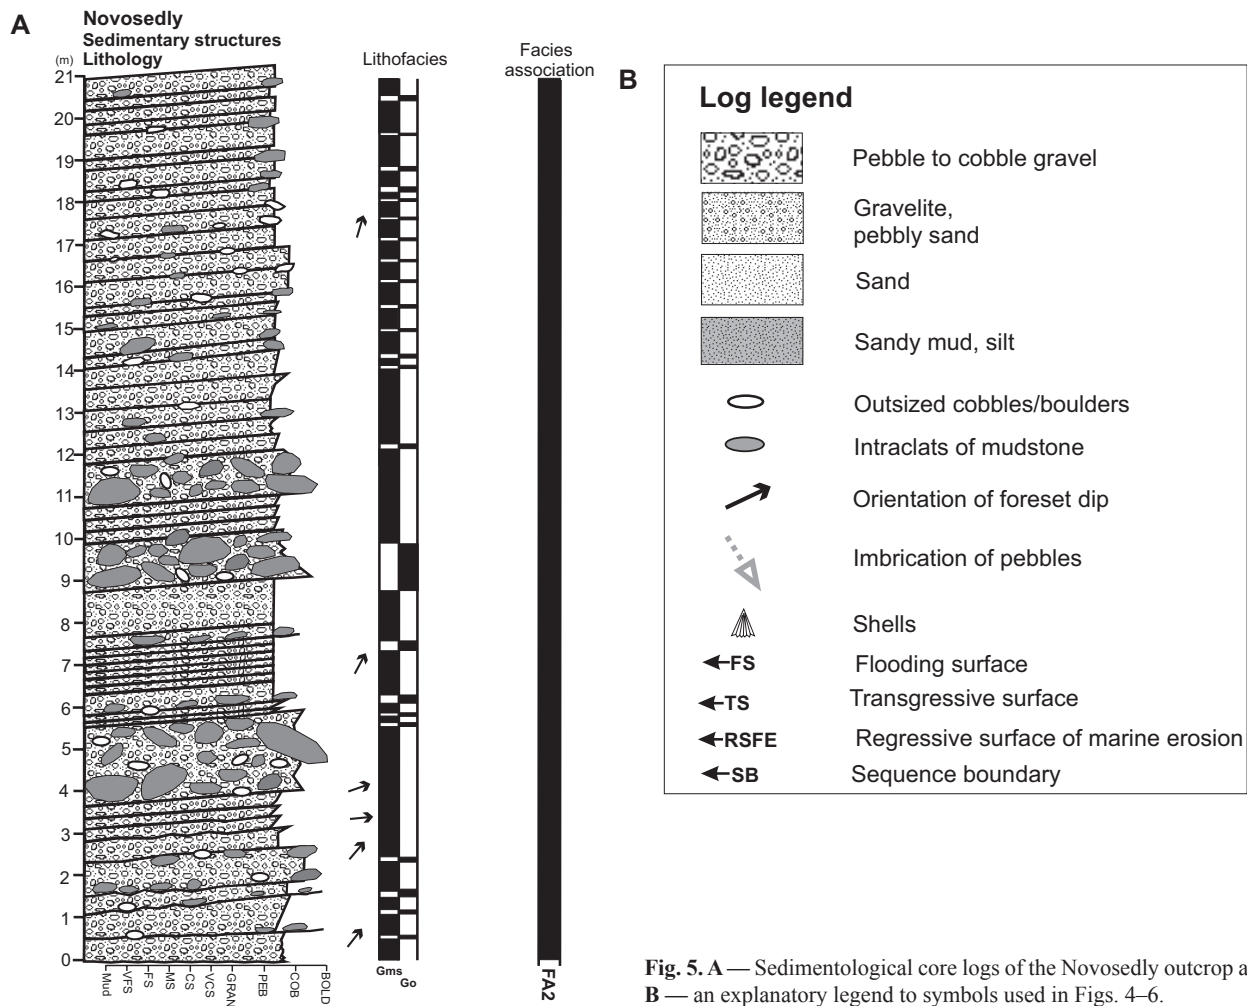 A
Novosedly
Sedimentary structures
Lithology
(m)
Lithofacies
Facies
association
21
20
19
18
17
16
15
14
13
12
11
10
9
8
7
6
5
4
3
2
1
0
Mud
VFS
FS
MS
CS
VCS
GRAN
PEB
COB
BOLD
Gms
Go
FA2
B
Log legend
Pebble to cobble gravel
Gravelite,
pebbly sand
Sand
Sandy mud, silt
Outsized cobbles/boulders
Intraclats of mudstone
Orientation of foreset dip
Imbrication of pebbles
Shells
FS Flooding surface
TS Transgressive surface
RSFE Regressive surface of marine erosion
SB Sequence boundary
Fig. 5. A — Sedimentological core logs of the Novosedly outcrop a
B — an explanatory legend to symbols used in Figs. 4–6.